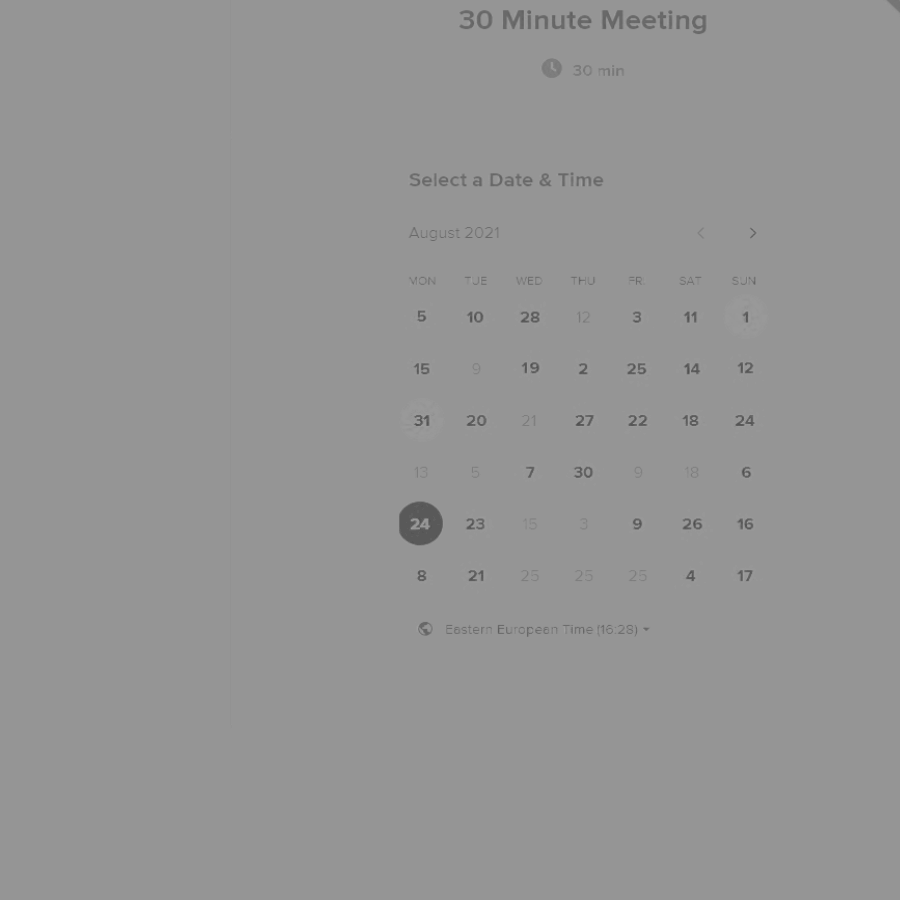 30 Minute Meeting
30 min
Select a Date & Time
August 2021
MON TUE WED THU FRI SAT SUN
5 10 28 12 3 11 1
15 9 19 2 25 14 12
31 20 21 27 22 18 24
13 5 7 30 9 18 6
24 23 15 3 9 26 16
8 21 25 25 25 4 17
Eastern European Time (16:28)